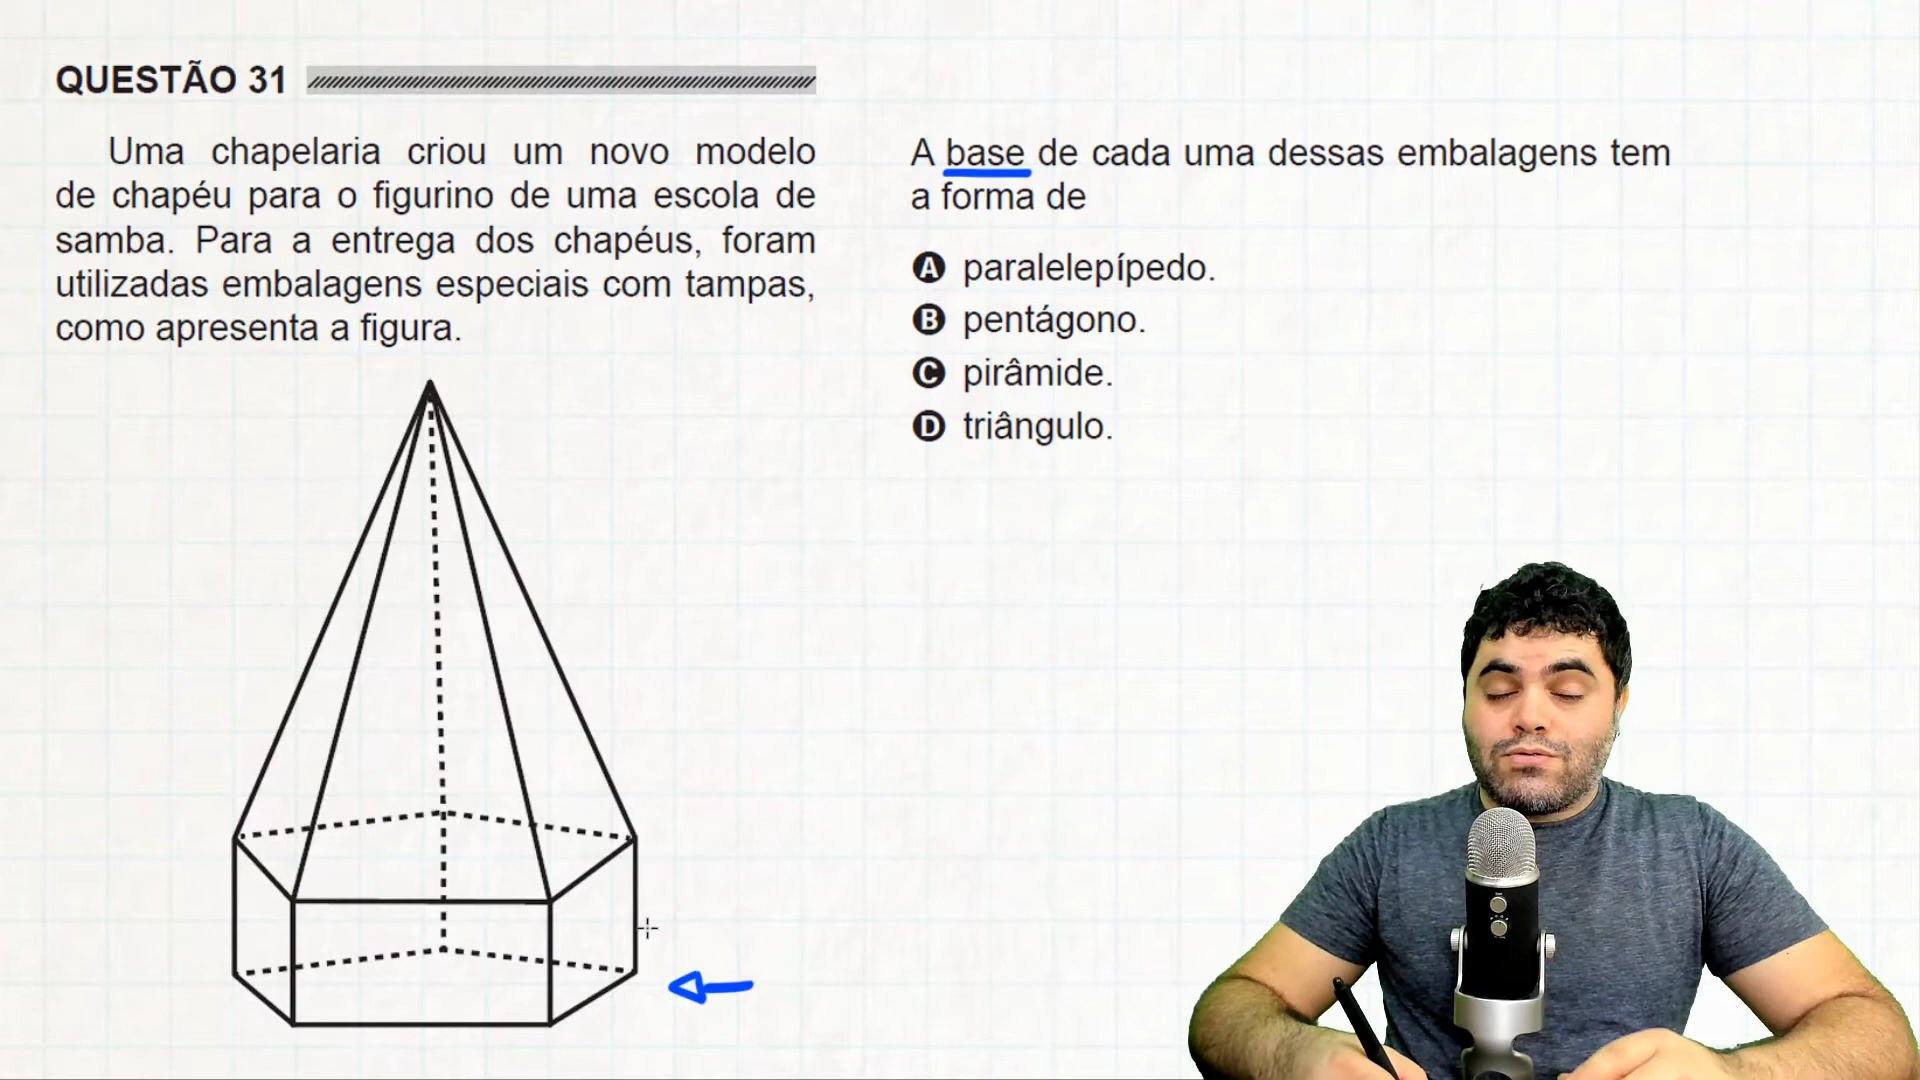 QUESTÃO 31
Uma chapelaria criou um novo modelo
de chapéu para o figurino de uma escola de
samba. Para a entrega dos chapéus, foram
utilizadas embalagens especiais com tampas,
como apresenta a figura.
A base de cada uma dessas embalagens tem
a forma de
A paralelepípedo.
B pentágono.
C pirâmide.
D triângulo.